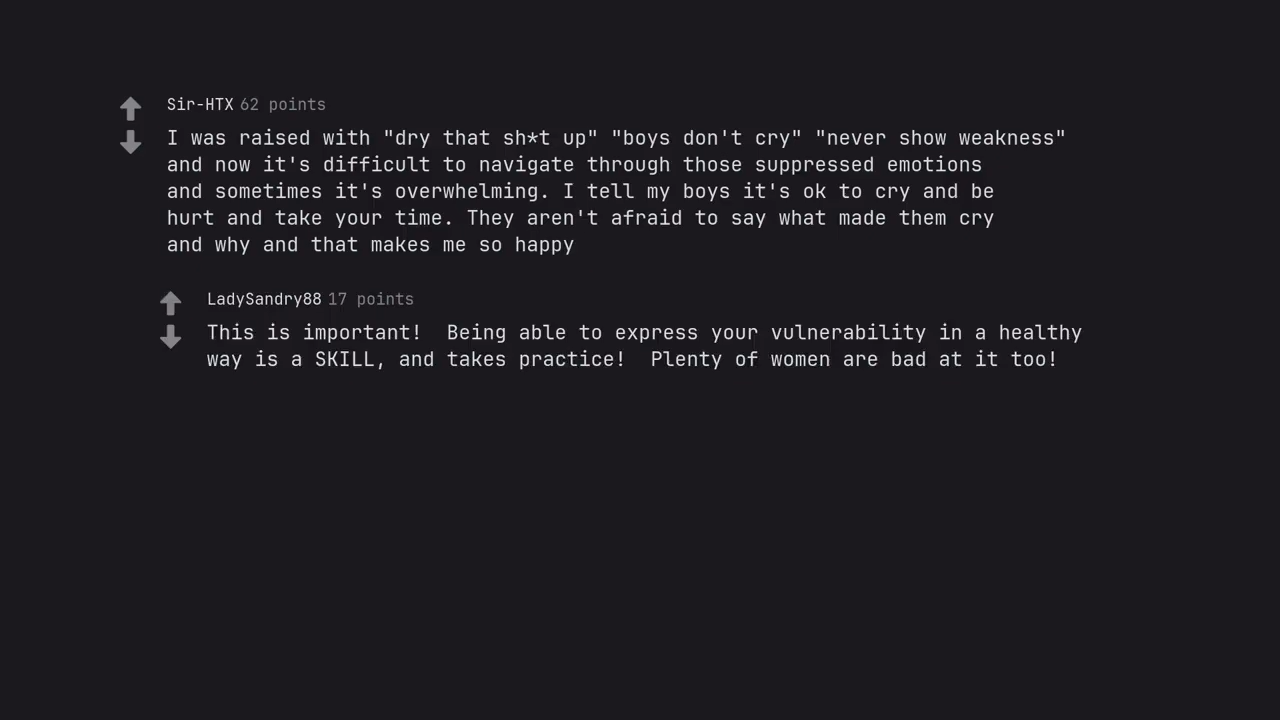 Sir-HTX 62 points
I was raised with "dry that sh*t up" "boys don't cry" "never show weakness"
and now it's difficult to navigate through those suppressed emotions
and sometimes it's overwhelming. I tell my boys it's ok to cry and be
hurt and take your time. They aren't afraid to say what made them cry
and why and that makes me so happy
LadySandry88 17 points
This is important!  Being able to express your vulnerability in a healthy
way is a SKILL, and takes practice!  Plenty of women are bad at it too!